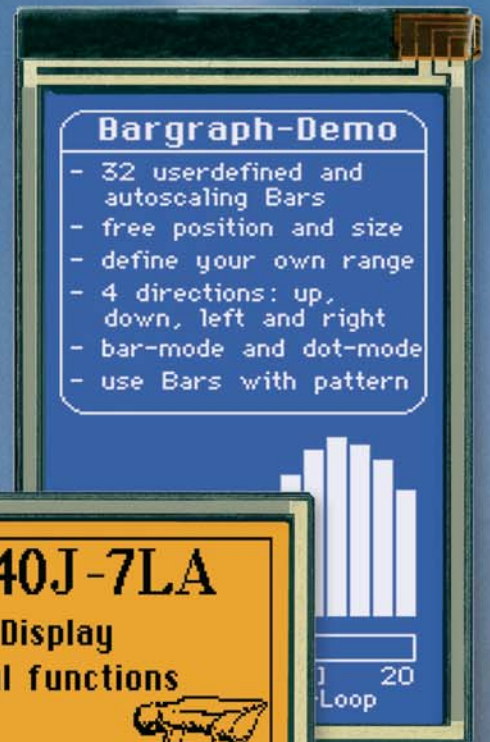 Bargraph-Demo
- 32 userdefined and
autoscaling Bars
- free position and size
- define your own range
- 4 directions: up,
down, left and right
- bar-mode and dot-mode
- use Bars with pattern
20
Loop
40J-7LA
Display
functions